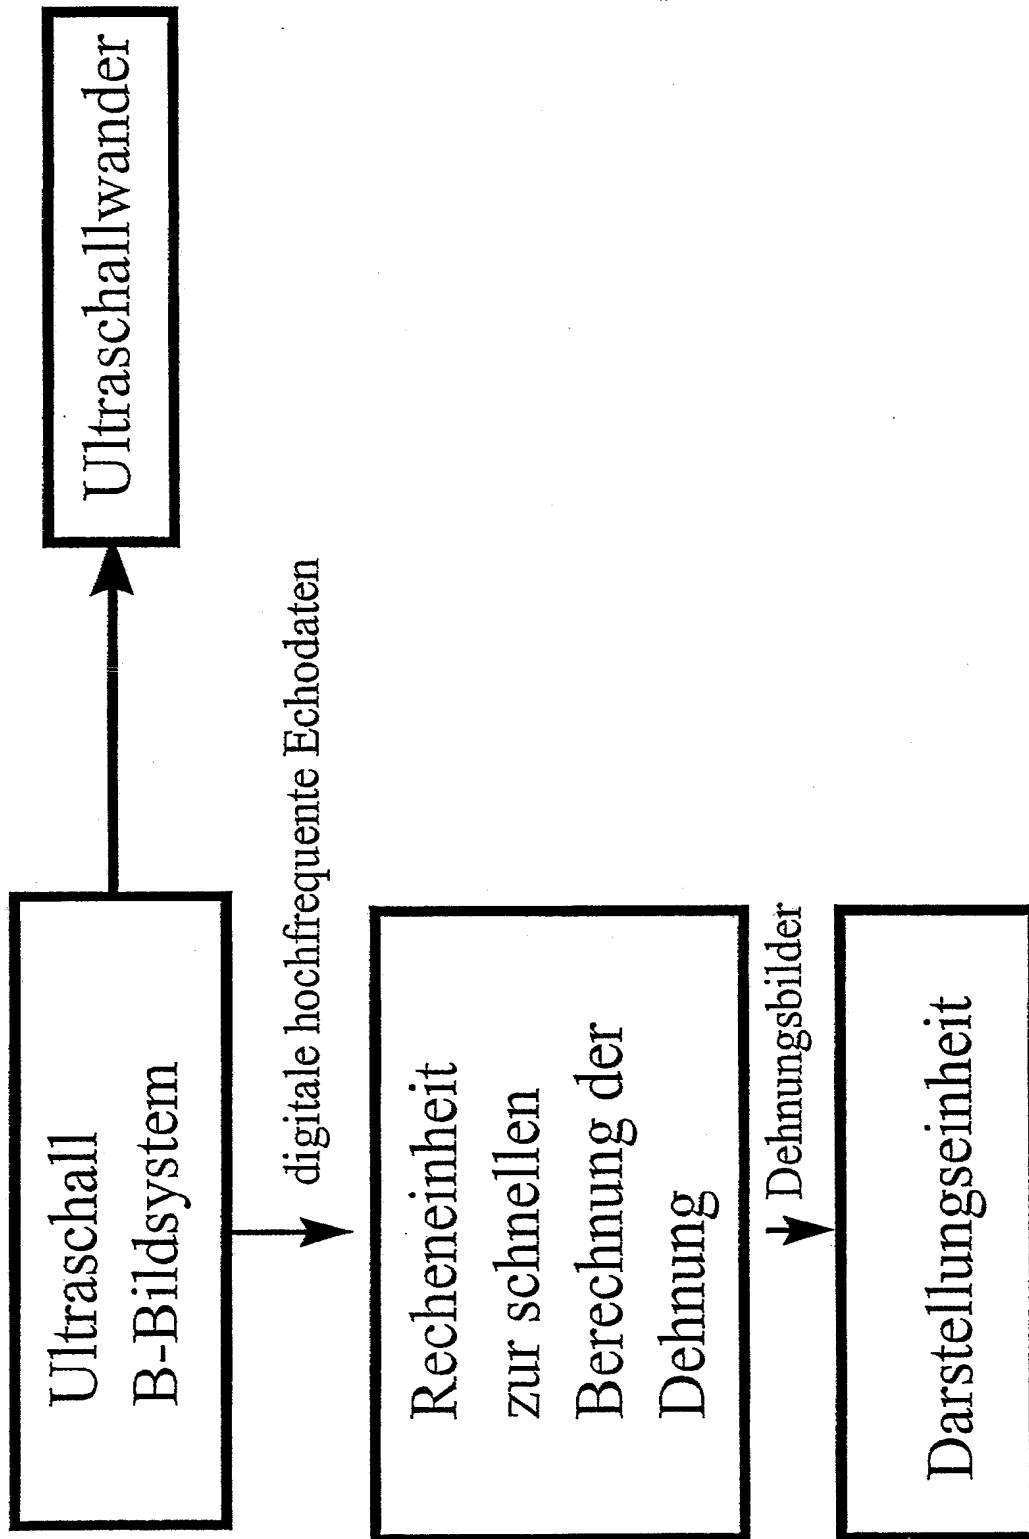 Ultraschall
B-Bildsystem
digitale hochfrequente Echodaten
Recheneinheit
zur schnellen
Berechnung der
Dehnung
Dehnungsbilder
Darstellungseinheit
Ultraschallwander